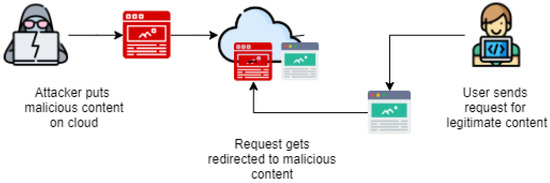 Attacker puts
malicious content
on cloud
Request gets
redirected to malicious
content
User sends
request for
legitimate content